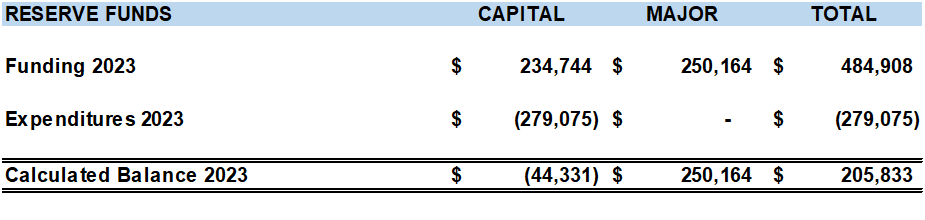 RESERVE FUNDS CAPITAL MAJOR TOTAL
Funding 2023 $ 234,744 $ 250,164 $ 484,908
Expenditures 2023 $ (279,075) $ - $ (279,075)
Calculated Balance 2023 $ (44,331) $ 250,164 $ 205,833